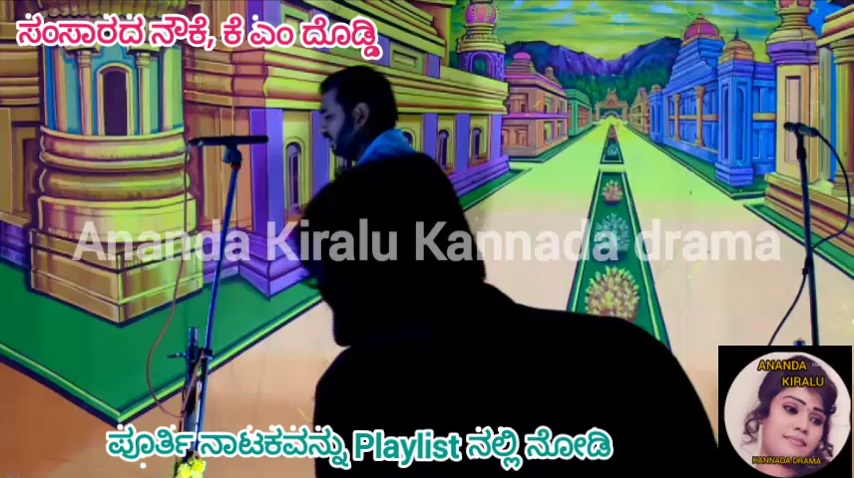 ಸಂಸಾರದ ನೌಕೆ, ಕೆ ಎಂ ದೊಡ್ಡಿ
Ananda Kiralu Kannada drama
ANANDA
KIRALU
KANNADA DRAMA
ಪೂರ್ತಿ ನಾಟಕವನ್ನು Playlist ನಲ್ಲಿ ನೋಡಿ